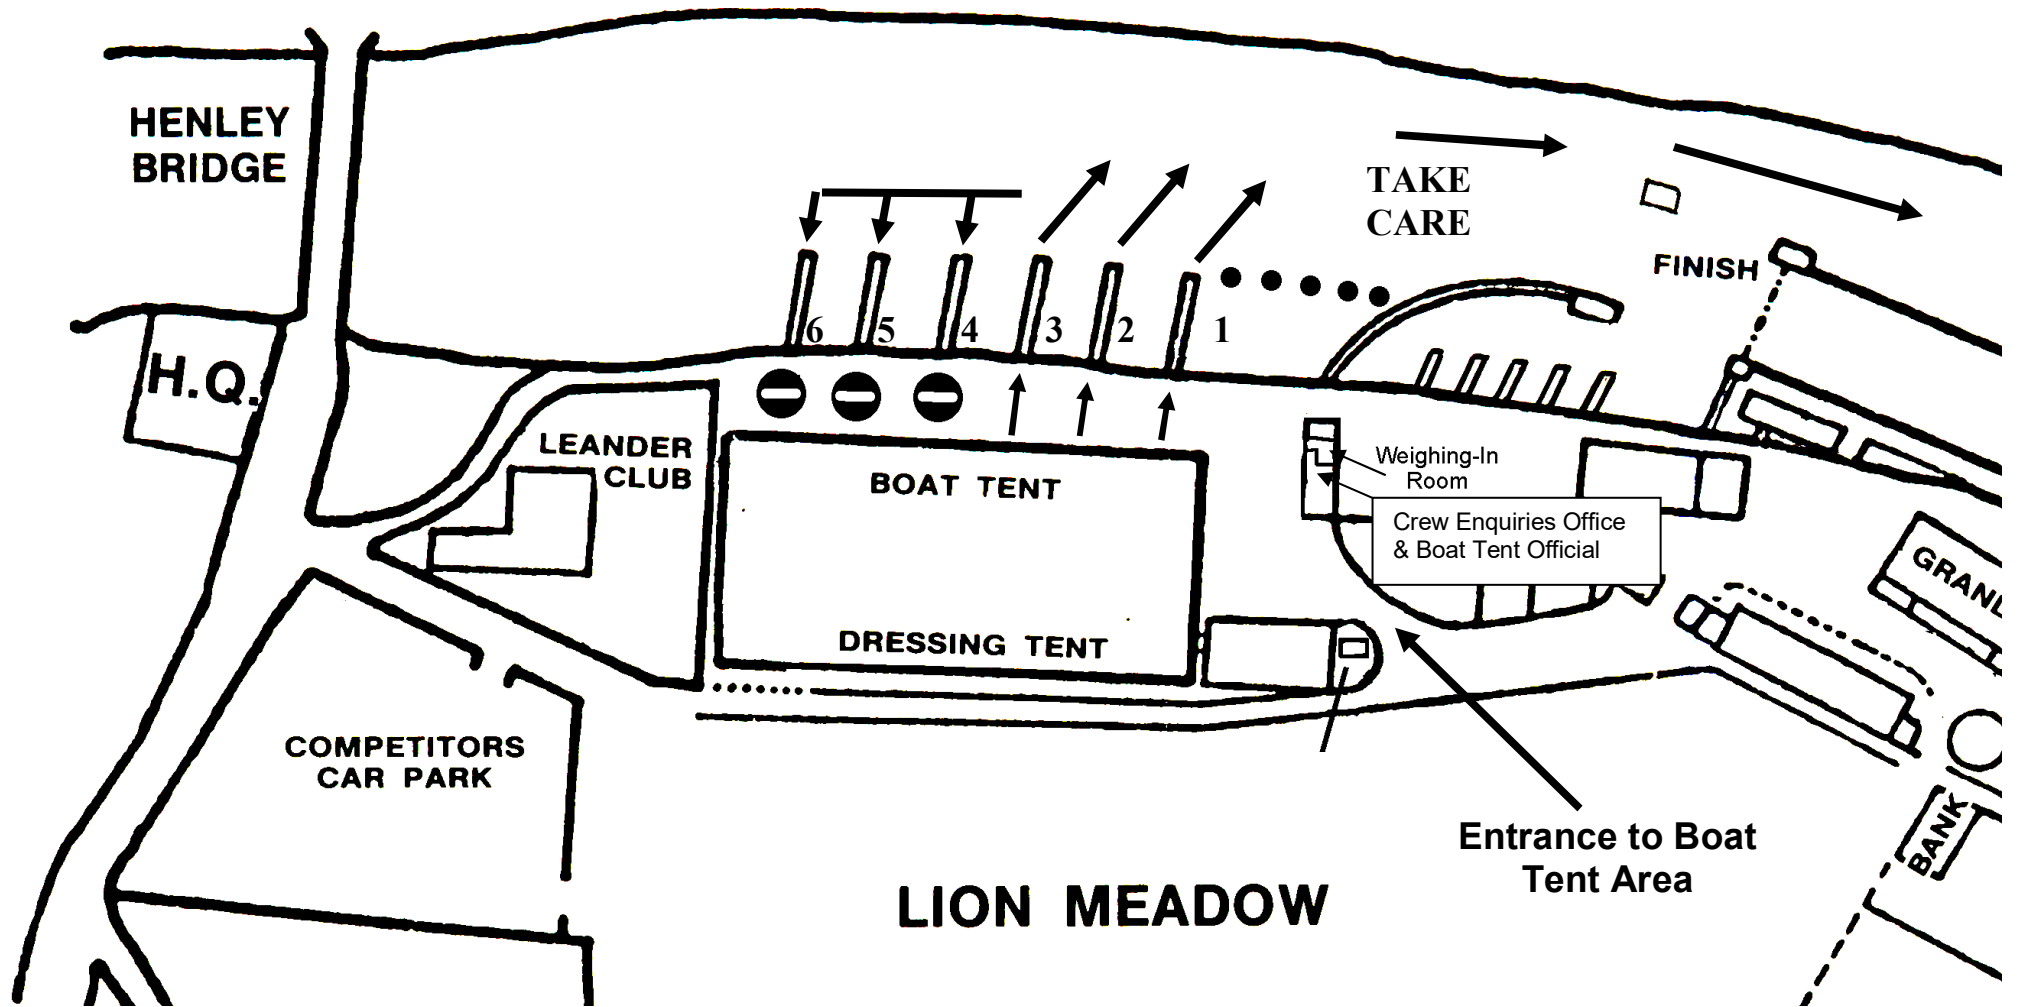 HENLEY
BRIDGE
TAKE
CARE
FINISH
6
5
4
3
2
1
H.Q.
LEANDER
CLUB
BOAT TENT
Weighing-In
Room
Crew Enquiries Office
& Boat Tent Official
GRAND
DRESSING TENT
COMPETITORS
CAR PARK
BANK
Entrance to Boat
Tent Area
LION MEADOW